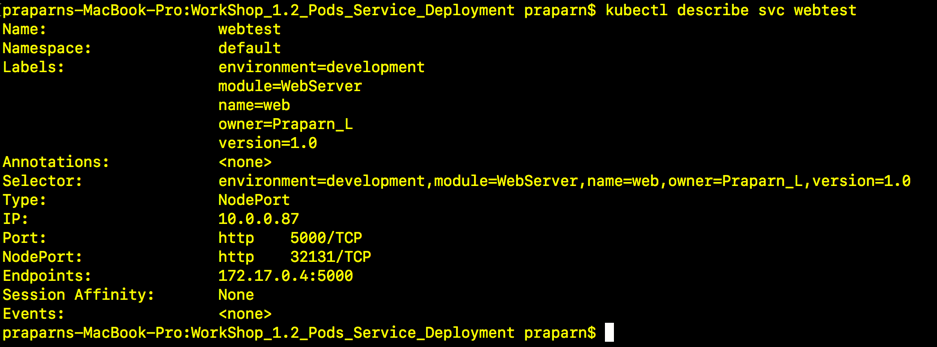 praparns-MacBook-Pro:WorkShop_1.2_Pods_Service_Deployment praparn$ kubectl describe svc webtest
Name: webtest
Namespace: default
Labels: environment=development
module=WebServer
name=web
owner=Praparn_L
version=1.0
Annotations: <none>
Selector: environment=development,module=WebServer,name=web,owner=Praparn_L,version=1.0
Type: NodePort
IP: 10.0.0.87
Port: http 5000/TCP
NodePort: http 32131/TCP
Endpoints: 172.17.0.4:5000
Session Affinity: None
Events: <none>
praparns-MacBook-Pro:WorkShop_1.2_Pods_Service_Deployment praparn$